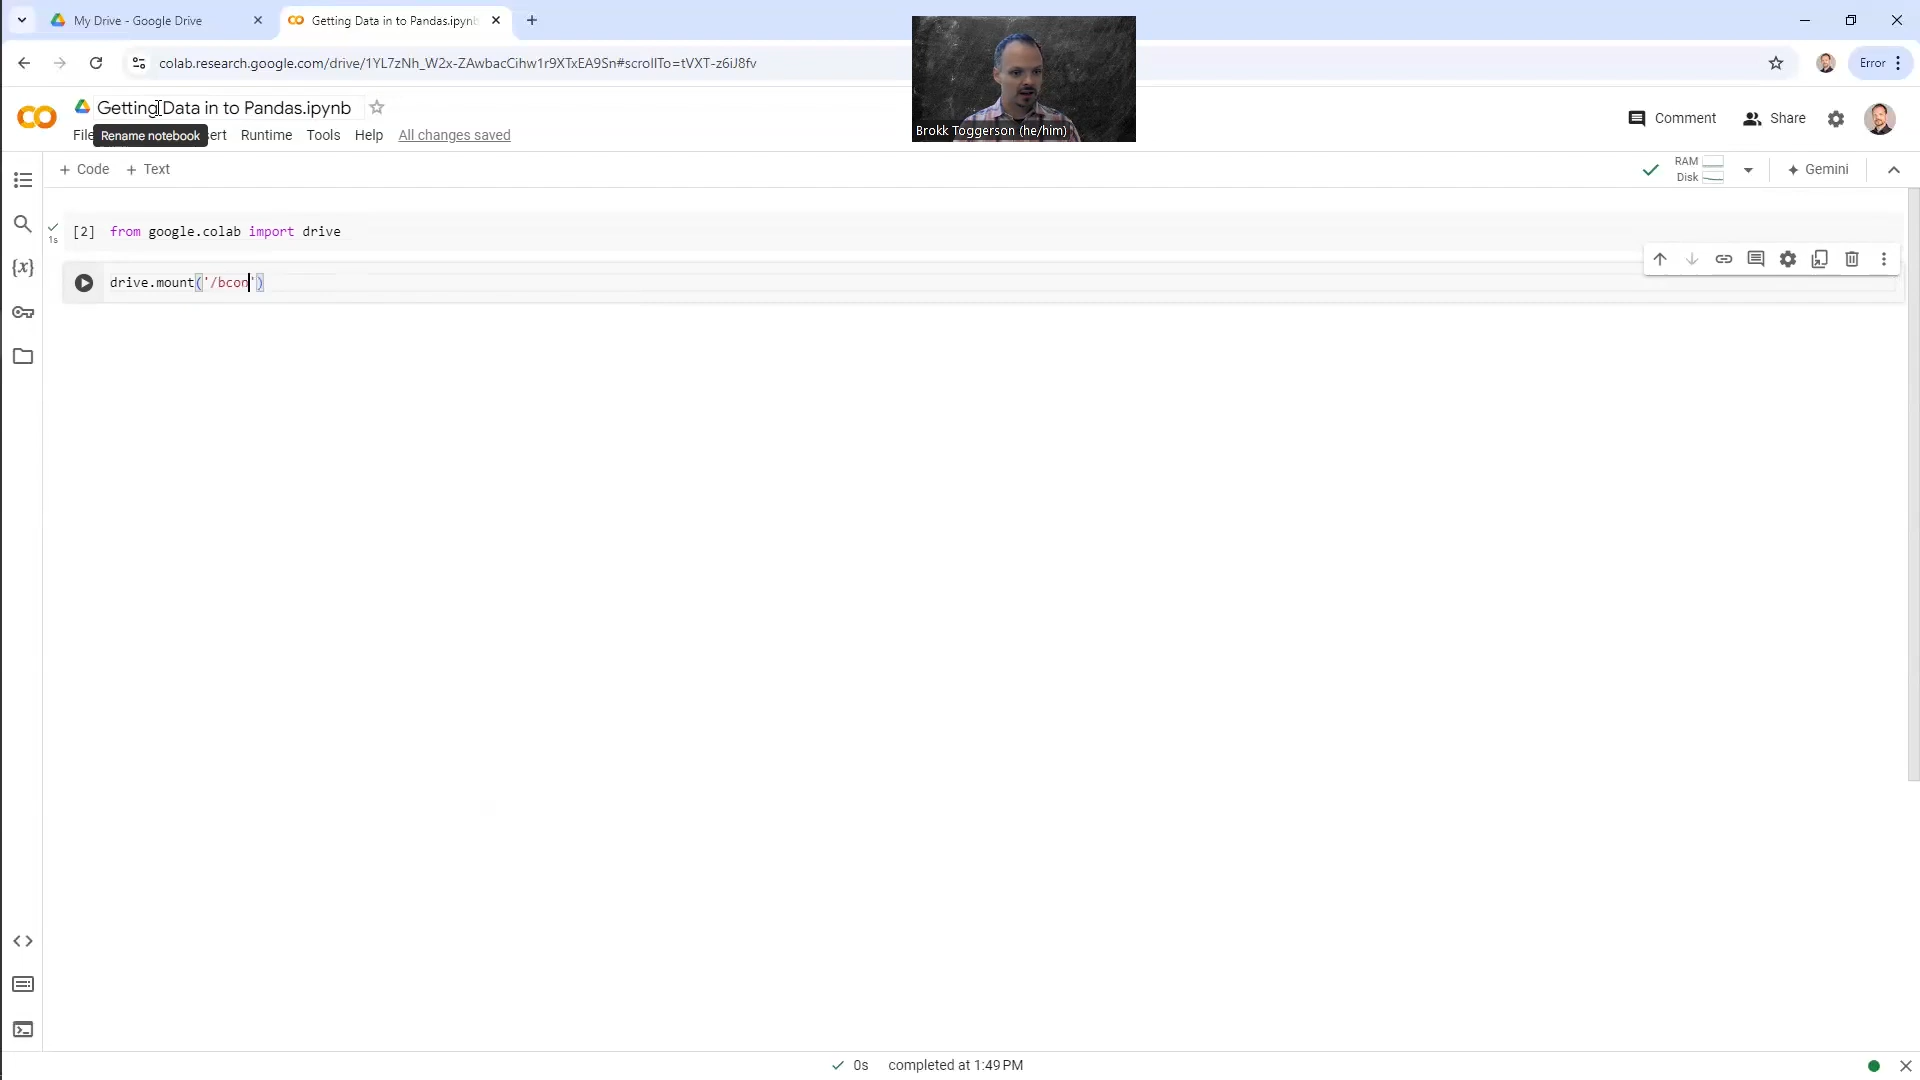 My Drive - Google Drive
Getting Data in to Pandas.ipynb
colab.research.google.com/drive/1YL7zNh_W2x-ZAwbacCihw1r9XTxEA9Sn#scrollTo=tVXT-z6iJ8fv
Error
Getting Data in to Pandas.ipynb
File
Rename notebook
ert
Runtime
Tools
Help
All changes saved
Comment
Share
Brokk Toggerson (he/him)
+ Code
+ Text
RAM
Disk
Gemini
1s
[2]
from google.colab import drive
drive.mount('/bcon')
0s
completed at 1:49 PM